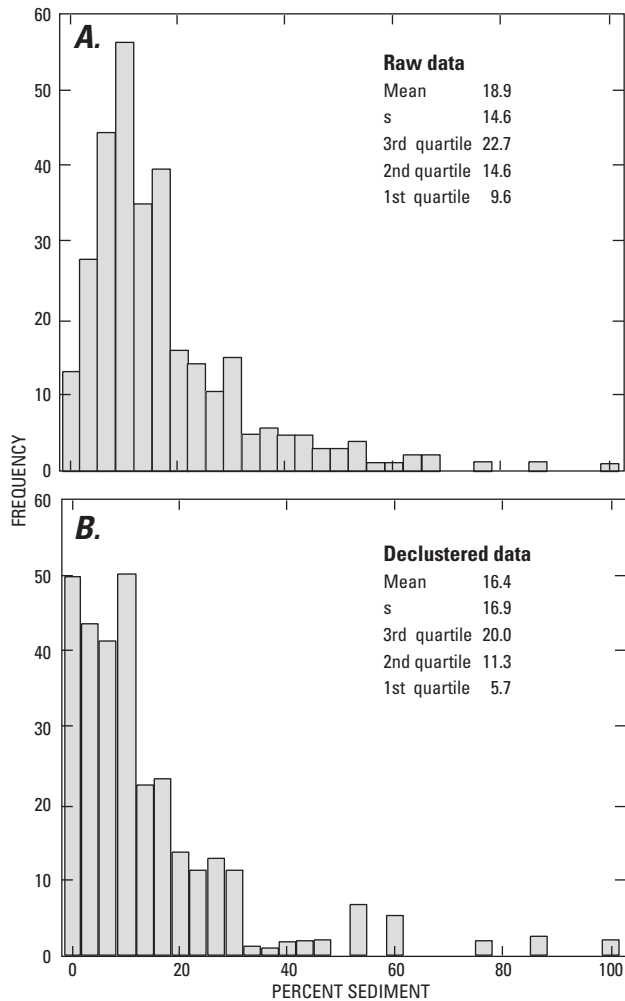 A.
Raw data
Mean 18.9
s 14.6
3rd quartile 22.7
2nd quartile 14.6
1st quartile 9.6
60
50
40
30
20
10
0
FREQUENCY
B.
Declustered data
Mean 16.4
s 16.9
3rd quartile 20.0
2nd quartile 11.3
1st quartile 5.7
60
50
40
30
20
10
0
0 20 40 60 80 100
PERCENT SEDIMENT